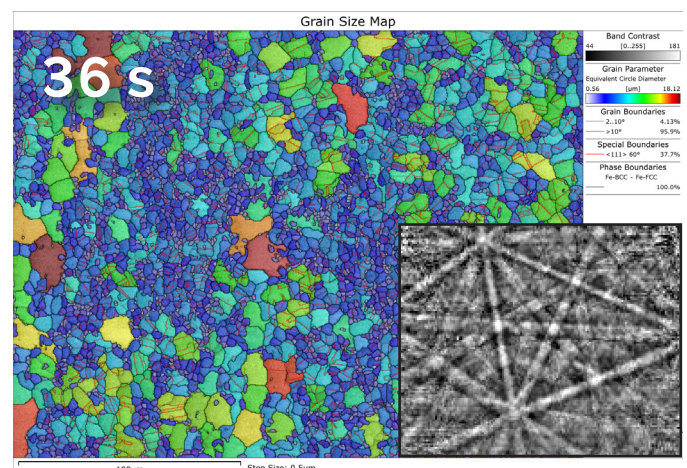 Grain Size Map
36 s
Band Contrast
44 [0..255] 181
Grain Parameter
Equivalent Circle Diameter
0.56 [µm] 18.12
Grain Boundaries
2..10° 4.13%
>10° 95.9%
Special Boundaries
<111> 60° 37.7%
Phase Boundaries
Fe-BCC - Fe-FCC
100.0%
Step Size: 0.5µm